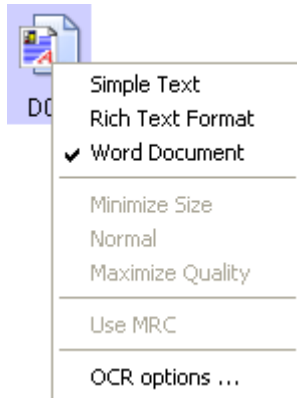 Simple Text
Rich Text Format
Word Document
Minimize Size
Normal
Maximize Quality
Use MRC
OCR options ...